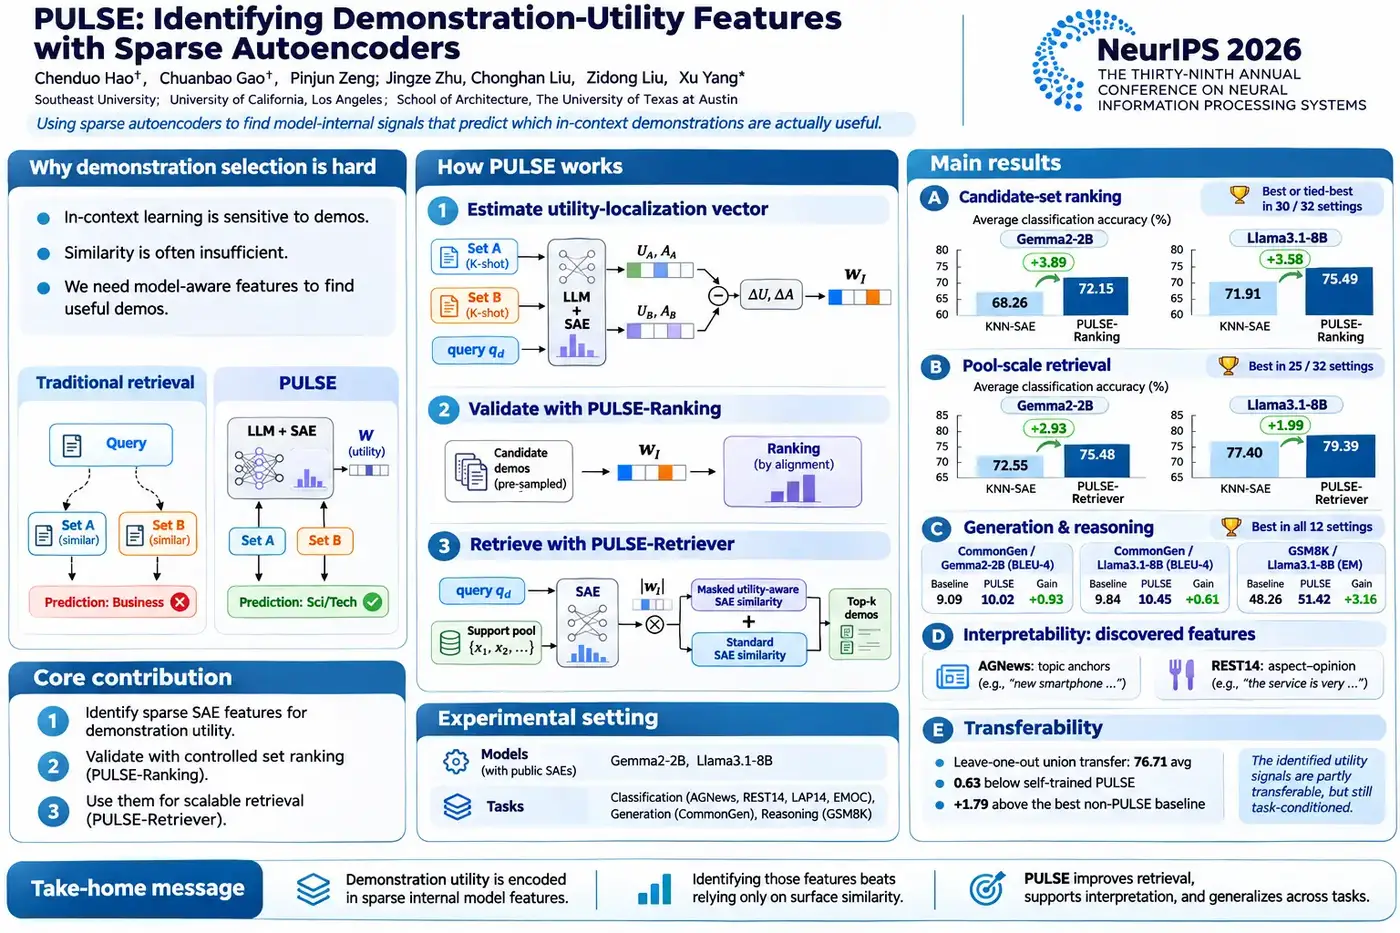 PULSE: Identifying Demonstration-Utility Features
with Sparse Autoencoders
Chenduo Hao†, Chuanbao Gao†, Pinjun Zeng; Jingze Zhu, Chonghan Liu, Zidong Liu, Xu Yang*
Southeast University; University of California, Los Angeles; School of Architecture, The University of Texas at Austin
Using sparse autoencoders to find model-internal signals that predict which in-context demonstrations are actually useful.
NeurIPS 2026
THE THIRTY-NINTH ANNUAL
CONFERENCE ON NEURAL
INFORMATION PROCESSING SYSTEMS
Why demonstration selection is hard
In-context learning is sensitive to demos.
Similarity is often insufficient.
We need model-aware features to find
useful demos.
Traditional retrieval
Query
Set A
(similar)
Set B
(similar)
Prediction: Business
PULSE
LLM + SAE
W
(utility)
Set A
Set B
Prediction: Sci/Tech
Core contribution
1
Identify sparse SAE features for
demonstration utility.
2
Validate with controlled set ranking
(PULSE-Ranking).
3
Use them for scalable retrieval
(PULSE-Retriever).
How PULSE works
1 Estimate utility-localization vector
Set A
(K-shot)
Set B
(K-shot)
query q_d
LLM
+
SAE
U_A, A_A
U_B, A_B
−
ΔU, ΔA
W_I
2 Validate with PULSE-Ranking
Candidate
demos
(pre-sampled)
W_I
Ranking
(by alignment)
3 Retrieve with PULSE-Retriever
query q_d
Support pool
{x₁, x₂, ...}
SAE
|W_I|
⊗
Masked utility-aware
SAE similarity
+
Standard
SAE similarity
Top-k
demos
Experimental setting
Models
(with public SAEs)
Gemma2-2B, Llama3.1-8B
Tasks
Classification (AGNews, REST14, LAP14, EMOC),
Generation (CommonGen), Reasoning (GSM8K)
Main results
A Candidate-set ranking
Best or tied-best
in 30 / 32 settings
Average classification accuracy (%)
Gemma2-2B
80
75
70
65
60
+3.89
68.26
72.15
KNN-SAE
PULSE-
Ranking
Llama3.1-8B
80
75
70
65
60
+3.58
71.91
75.49
KNN-SAE
PULSE-
Ranking
B Pool-scale retrieval
Best in 25 / 32 settings
Average classification accuracy (%)
Gemma2-2B
85
80
75
70
65
+2.93
72.55
75.48
KNN-SAE
PULSE-
Retriever
Llama3.1-8B
85
80
75
70
65
+1.99
77.40
79.39
KNN-SAE
PULSE-
Retriever
C Generation & reasoning
Best in all 12 settings
CommonGen /
Gemma2-2B (BLEU-4)
Baseline PULSE Gain
9.09 10.02 +0.93
CommonGen /
Llama3.1-8B (BLEU-4)
Baseline PULSE Gain
9.84 10.45 +0.61
GSM8K /
Llama3.1-8B (EM)
Baseline PULSE Gain
48.26 51.42 +3.16
D Interpretability: discovered features
AGNews: topic anchors
(e.g., “new smartphone ...”)
REST14: aspect–opinion
(e.g., “the service is very ...”)
E Transferability
Leave-one-out union transfer: 76.71 avg
0.63 below self-trained PULSE
+1.79 above the best non-PULSE baseline
The identified utility
signals are partly
transferable, but still
task-conditioned.
Take-home message
Demonstration utility is encoded
in sparse internal model features.
Identifying those features beats
relying only on surface similarity.
PULSE improves retrieval,
supports interpretation, and generalizes across tasks.